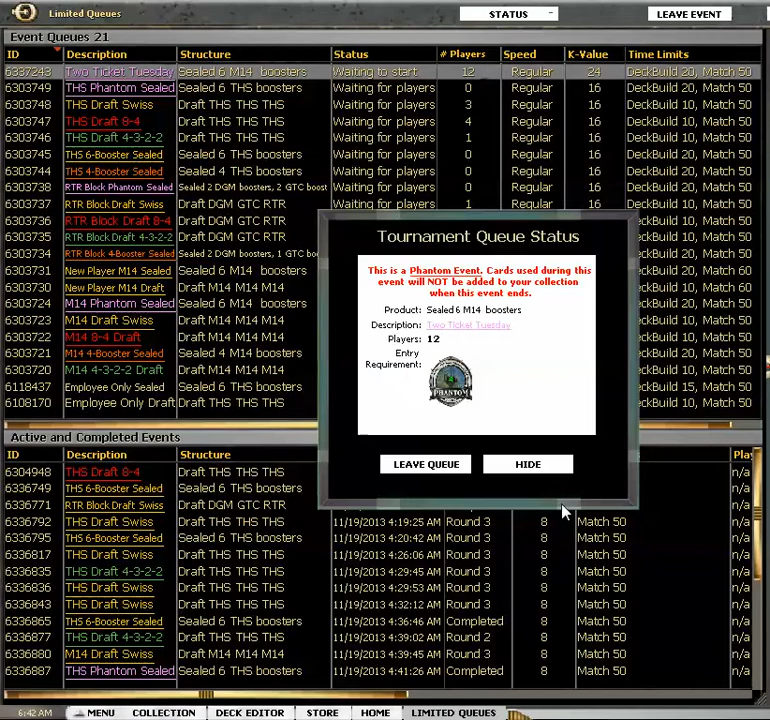 Limited Queues STATUS LEAVE EVENT
Event Queues 21
ID Description Structure Status # Players Speed K-Value Time Limits
6337243 Two Ticket Tuesday Sealed 6 M14 boosters Waiting to start 12 Regular 24 DeckBuild 20, Match 50
6303749 THS Phantom Sealed Sealed 6 THS boosters Waiting for players 0 Regular 16 DeckBuild 20, Match 50
6303748 THS Draft Swiss Draft THS THS THS Waiting for players 3 Regular 16 DeckBuild 10, Match 50
6303747 THS Draft 8-4 Draft THS THS THS Waiting for players 4 Regular 16 DeckBuild 10, Match 50
6303746 THS Draft 4-3-2-2 Draft THS THS THS Waiting for players 1 Regular 16 DeckBuild 10, Match 50
6303745 THS 6-Booster Sealed Sealed 6 THS boosters Waiting for players 0 Regular 16 DeckBuild 20, Match 50
6303744 THS 4-Booster Sealed Sealed 4 THS boosters Waiting for players 0 Regular 16 DeckBuild 20, Match 50
6303738 RTR Block Phantom Sealed Sealed 2 DGM boosters, 2 GTC boost Waiting for players 0 Regular 16 DeckBuild 20, Match 50
6303737 RTR Block Draft Swiss Draft DGM GTC RTR Waiting for players 1 Regular 16 DeckBuild 10, Match 50
6303736 RTR Block Draft 8-4 Draft DGM GTC RTR eckBuild 10, Match 50
6303735 RTR Block Draft 4-3-2-2 Draft DGM GTC RTR eckBuild 10, Match 50
6303734 RTR Block 4-Booster Sealed Sealed 2 DGM boosters, 1 GTC boost eckBuild 20, Match 50
6303731 New Player M14 Sealed Sealed 6 M14 boosters eckBuild 20, Match 60
6303730 New Player M14 Draft Draft M14 M14 M14 eckBuild 10, Match 60
6303724 M14 Phantom Sealed Sealed 6 M14 boosters eckBuild 20, Match 50
6303723 M14 Draft Swiss Draft M14 M14 M14 eckBuild 10, Match 50
6303722 M14 8-4 Draft Draft M14 M14 M14 eckBuild 10, Match 50
6303721 M14 4-Booster Sealed Sealed 4 M14 boosters eckBuild 20, Match 50
6303720 M14 4-3-2-2 Draft Draft M14 M14 M14 eckBuild 10, Match 50
6118437 Employee Only Sealed Sealed 6 THS boosters eckBuild 15, Match 50
6108170 Employee Only Draft Draft THS THS THS eckBuild 10, Match 50
Tournament Queue Status
This is a Phantom Event. Cards used during this
event will NOT be added to your collection
when this event ends.
Product: Sealed 6 M14 boosters
Description: Two Ticket Tuesday
Players: 12
Entry
Requirement:
PHANTOM
LEAVE QUEUE HIDE
Active and Completed Events
ID Description Structure Play
6304948 THS Draft 8-4 Draft THS THS THS n/a
6336749 THS 6-Booster Sealed Sealed 6 THS boosters n/a
6336771 RTR Block Draft Swiss Draft DGM GTC RTR n/a
6336792 THS Draft Swiss Draft THS THS THS 11/19/2013 4:19:25 AM Round 3 8 Match 50 n/a
6336795 THS 6-Booster Sealed Sealed 6 THS boosters 11/19/2013 4:20:42 AM Round 3 8 Match 50 n/a
6336817 THS Draft Swiss Draft THS THS THS 11/19/2013 4:26:06 AM Round 3 8 Match 50 n/a
6336835 THS Draft 4-3-2-2 Draft THS THS THS 11/19/2013 4:29:45 AM Round 3 8 Match 50 n/a
6336836 THS Draft Swiss Draft THS THS THS 11/19/2013 4:29:53 AM Round 3 8 Match 50 n/a
6336843 THS Draft Swiss Draft THS THS THS 11/19/2013 4:32:12 AM Round 3 8 Match 50 n/a
6336865 THS 6-Booster Sealed Sealed 6 THS boosters 11/19/2013 4:36:46 AM Completed 8 Match 50 n/a
6336877 THS Draft 4-3-2-2 Draft THS THS THS 11/19/2013 4:39:02 AM Round 2 8 Match 50 n/a
6336880 M14 Draft Swiss Draft M14 M14 M14 11/19/2013 4:39:45 AM Round 3 8 Match 50 n/a
6336887 THS Phantom Sealed Sealed 6 THS boosters 11/19/2013 4:41:26 AM Completed 8 Match 50 n/a
6:42 AM MENU COLLECTION DECK EDITOR STORE HOME LIMITED QUEUES